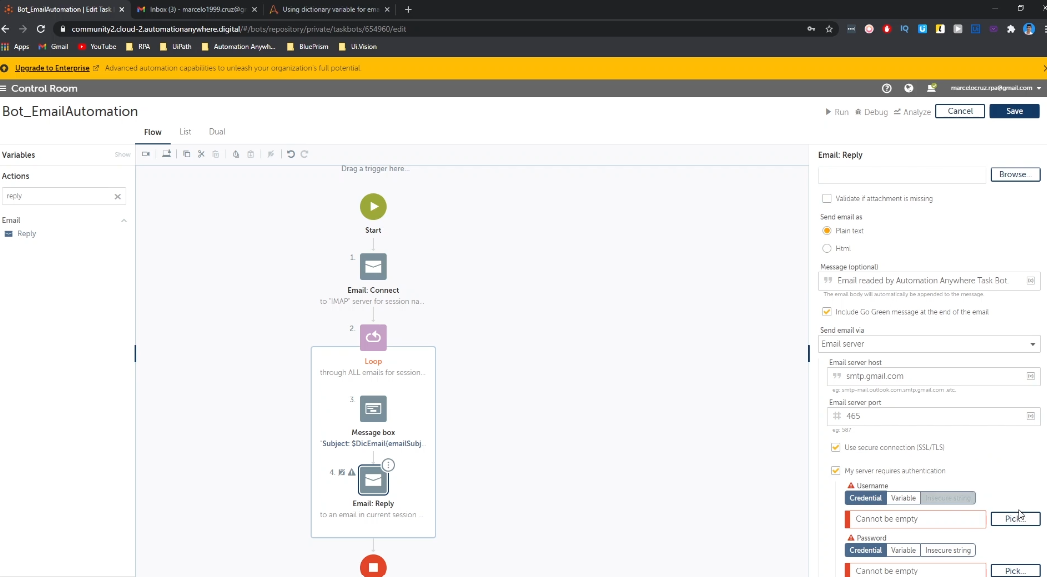 Bot_EmailAutomation | Edit Task
Inbox (3) - marcelo1999.cruz@g
Using dictionary variable for em
community2.cloud-2.automationanywhere.digital/#/bots/repository/private/taskbots/654960/edit
Apps
Gmail
YouTube
RPA
UiPath
Automation Anywh...
BluePrism
Ui.Vision
Upgrade to Enterprise
Advanced automation capabilities to unleash your organization's full potential.
Control Room
marcelocruz.rpa@gmail.com
Bot_EmailAutomation
Run
Debug
Analyze
Cancel
Save
Flow
List
Dual
Variables
Show
Actions
reply
Email
Reply
Drag a trigger here...
Start
1.
Email: Connect
to "IMAP" server for session na...
2.
Loop
through ALL emails for session...
3.
Message box
"Subject: $DicEmail{emailSubj...
4.
Email: Reply
to an email in current session
Email: Reply
Browse...
Validate if attachment is missing
Send email as
Plain text
Html
Message (optional)
Email readed by Automation Anywhere Task Bot
The email body will automatically be appended to the message.
Include Go Green message at the end of the email
Send email via
Email server
Email server host
smtp.gmail.com
eg: smtp-mail.outlook.com,smtp.gmail.com ,etc.
Email server port
465
eg: 587
Use secure connection (SSL/TLS)
My server requires authentication
Username
Credential
Variable
Insecure string
Cannot be empty
Pick...
Password
Credential
Variable
Insecure string
Cannot be empty
Pick...